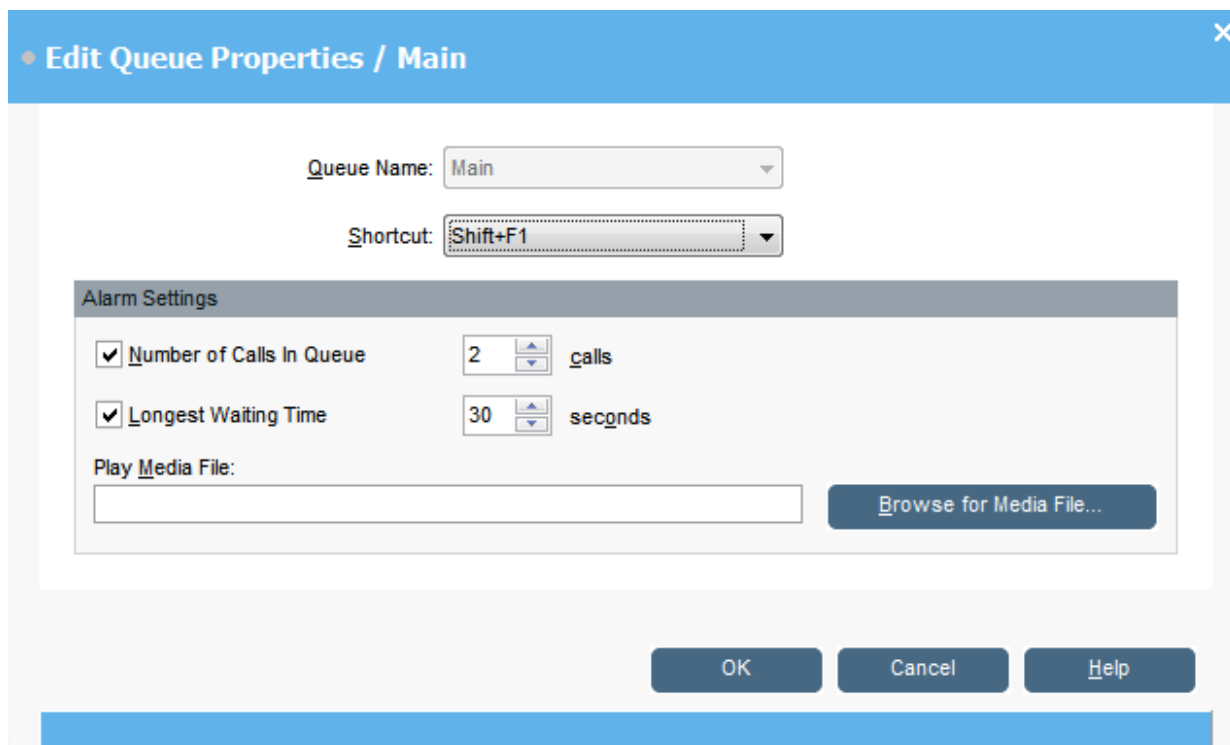 Edit Queue Properties / Main
Queue Name: Main
Shortcut: Shift+F1
Alarm Settings
Number of Calls In Queue 2 calls
Longest Waiting Time 30 seconds
Play Media File:
Browse for Media File...
OK Cancel Help